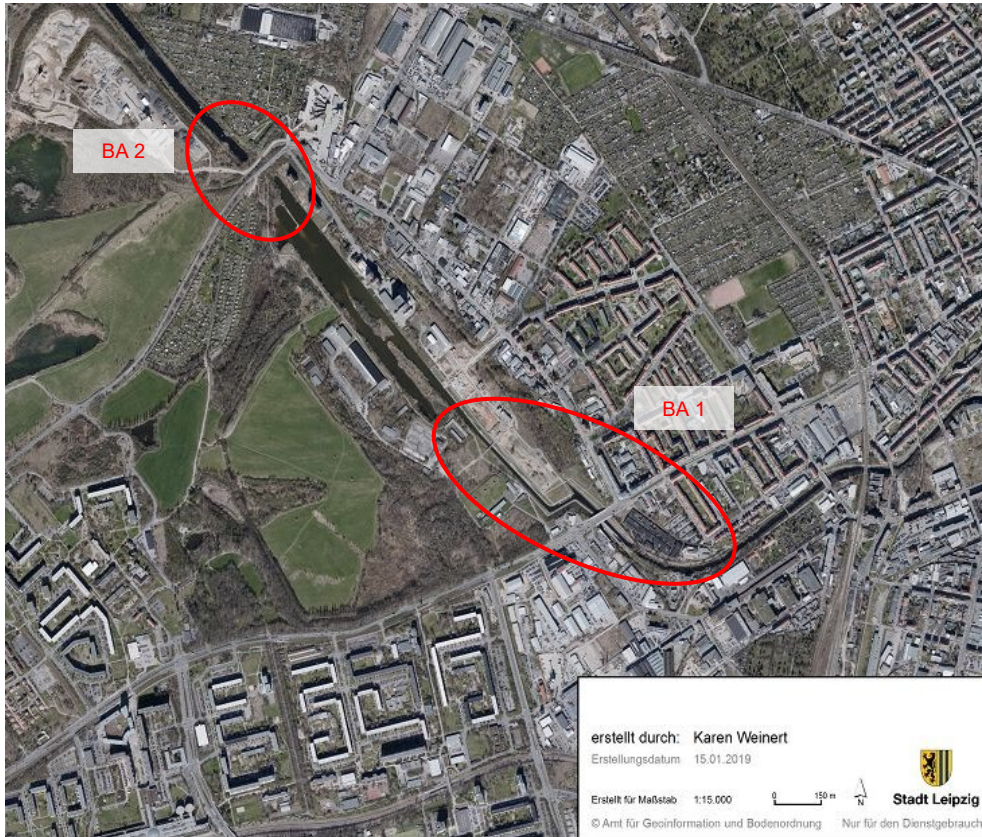 BA 2
BA 1
erstellt durch: Karen Weinert
Erstellungsdatum 15.01.2019
Erstellt für Maßstab 1:15.000 0 150 m N
Stadt Leipzig
© Amt für Geoinformation und Bodenordnung Nur für den Dienstgebrauch